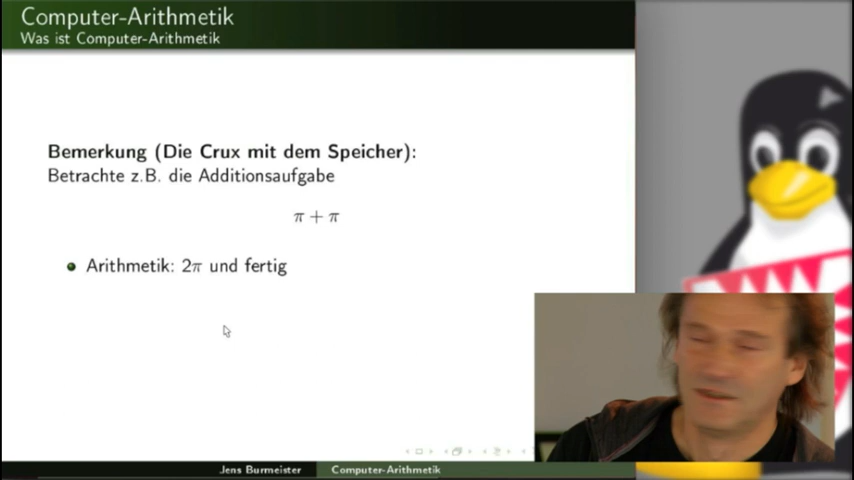 Computer-Arithmetik
Was ist Computer-Arithmetik
Bemerkung (Die Crux mit dem Speicher):
Betrachte z.B. die Additionsaufgabe
π + π
Arithmetik: 2π und fertig
Jens Burmeister Computer-Arithmetik